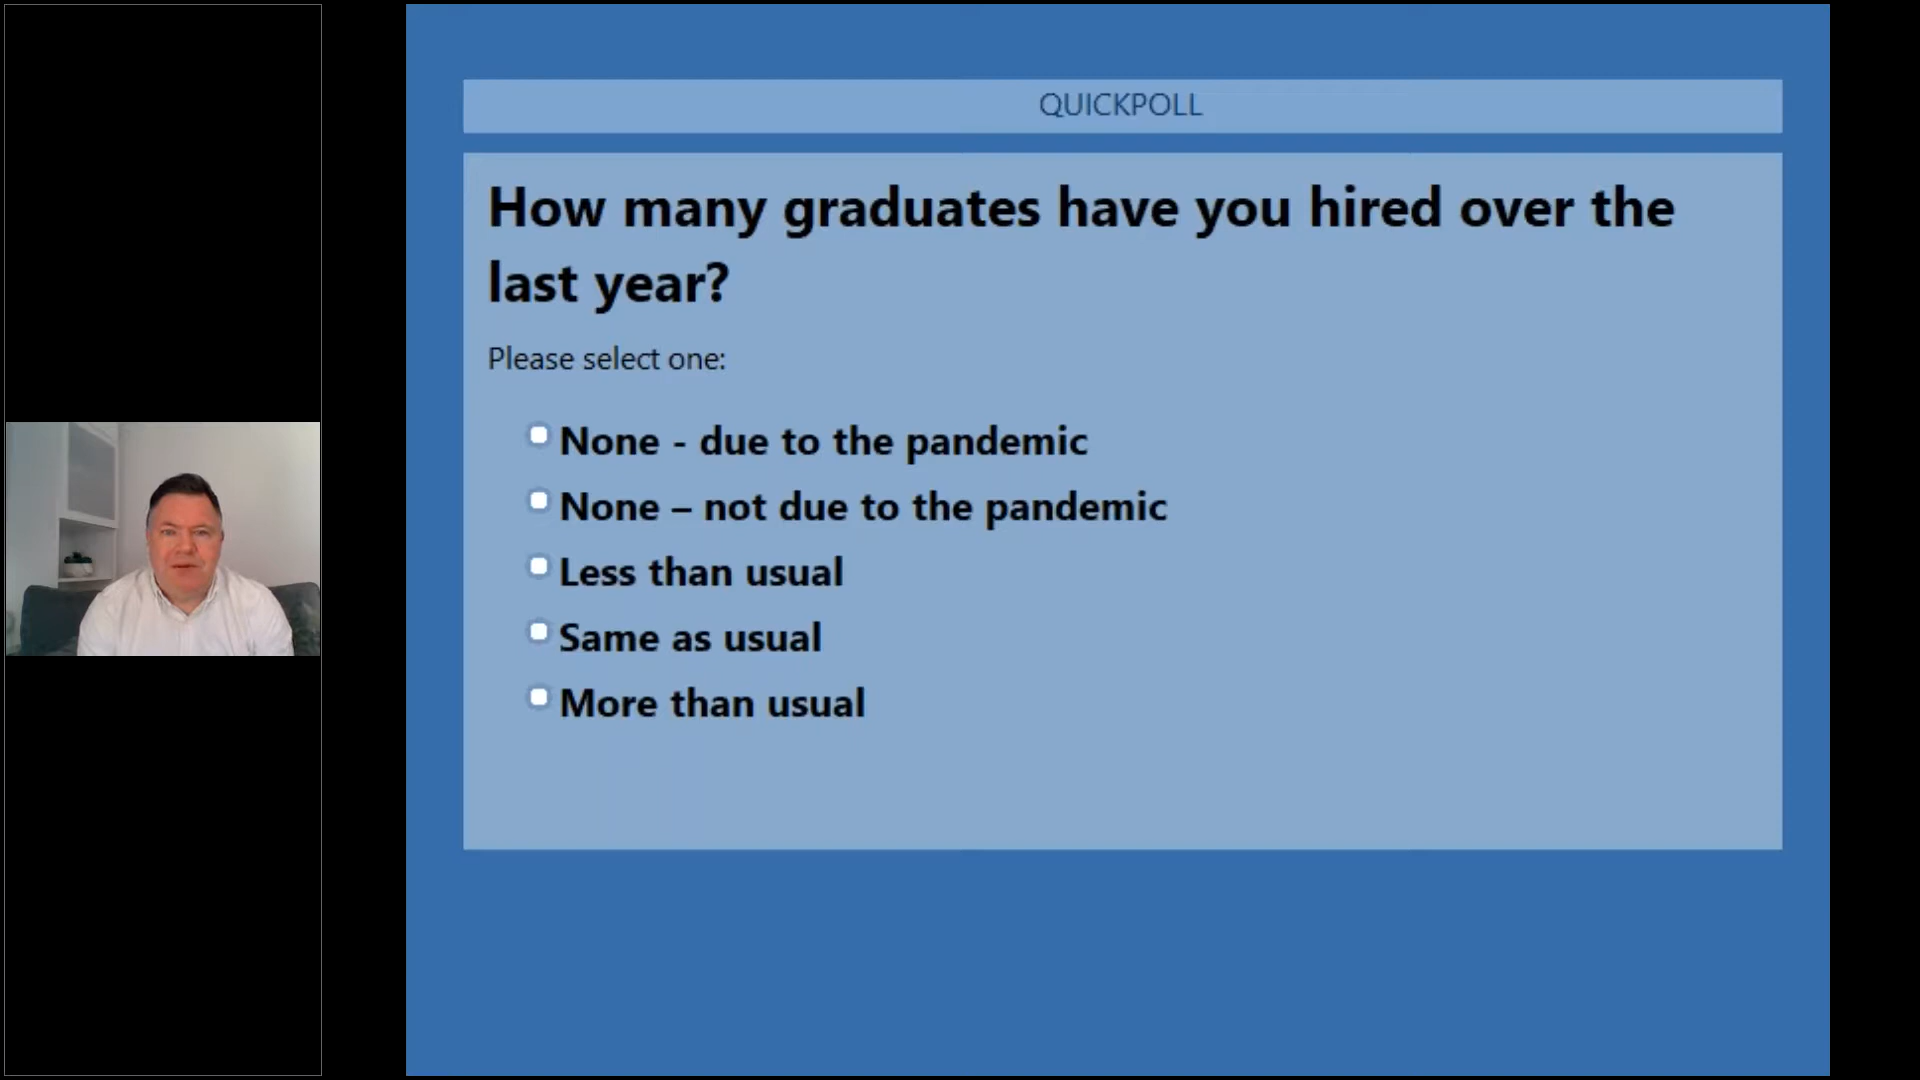 QUICKPOLL
How many graduates have you hired over the
last year?
Please select one:
None - due to the pandemic
None – not due to the pandemic
Less than usual
Same as usual
More than usual